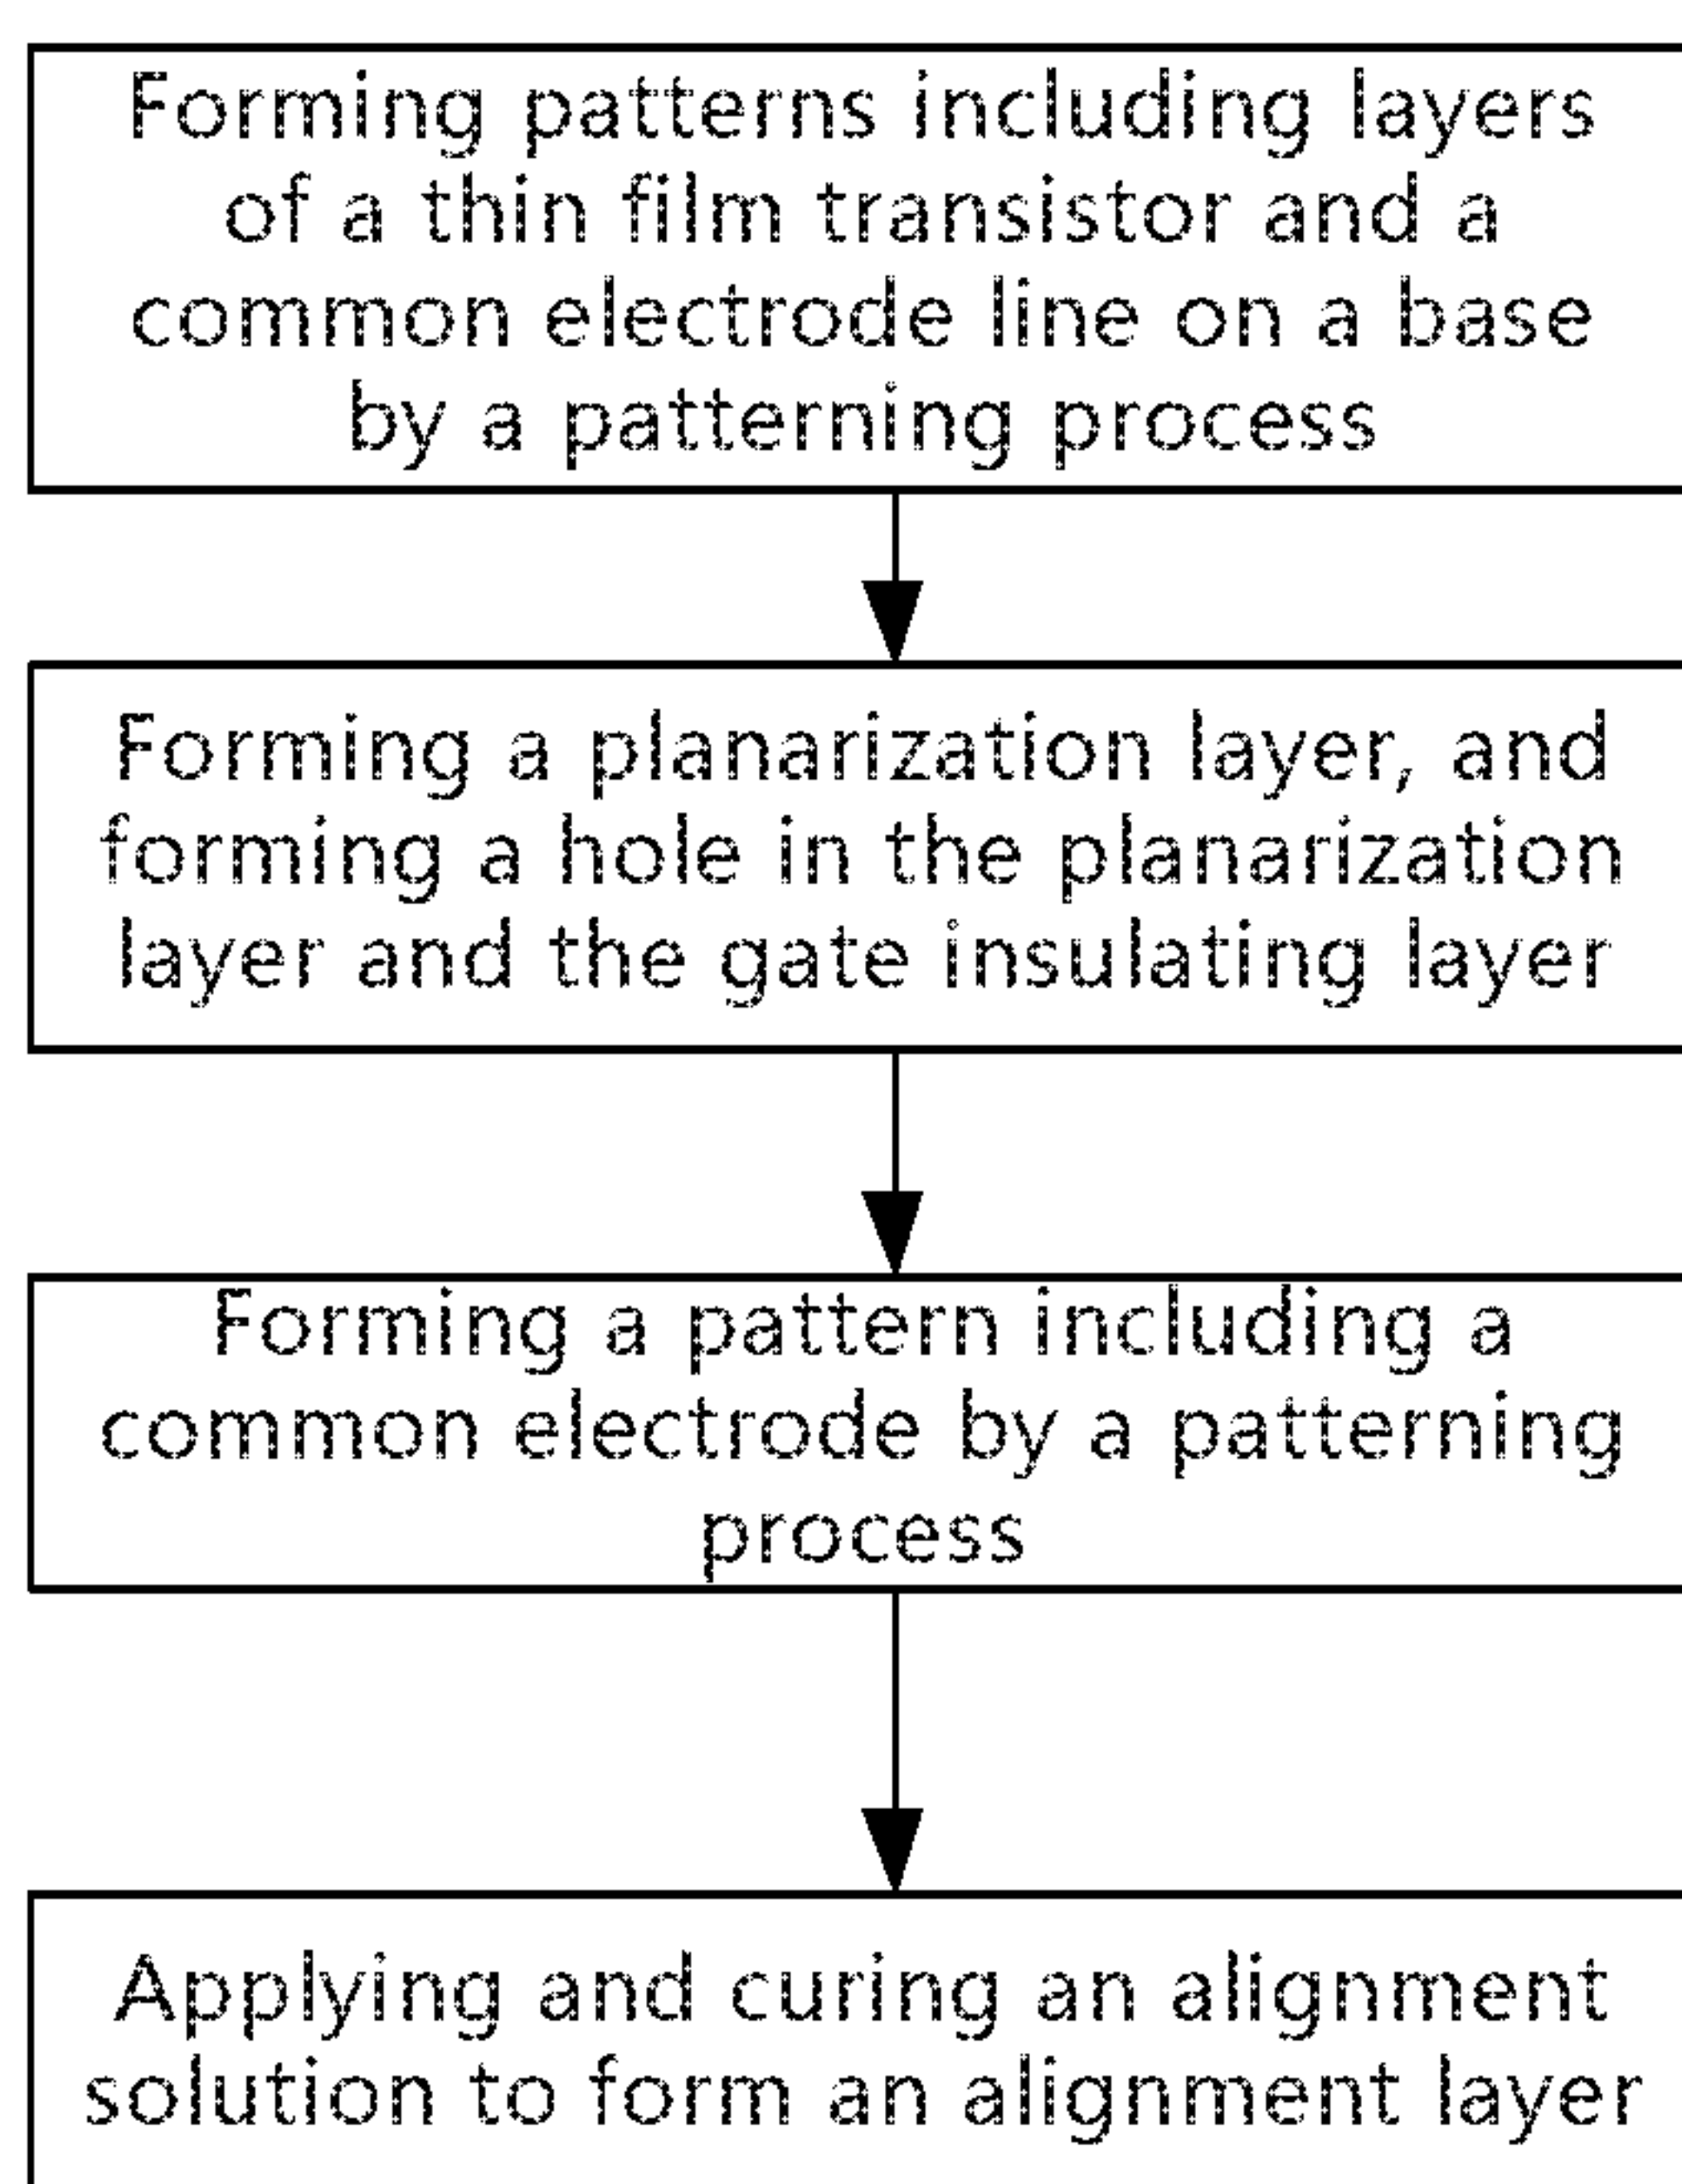 Forming patterns including layers
of a thin film transistor and a
common electrode line on a base
by a patterning process
Forming a planarization layer, and
forming a hole in the planarization
layer and the gate insulating layer
Forming a pattern including a
common electrode by a patterning
process
Applying and curing an alignment
solution to form an alignment layer